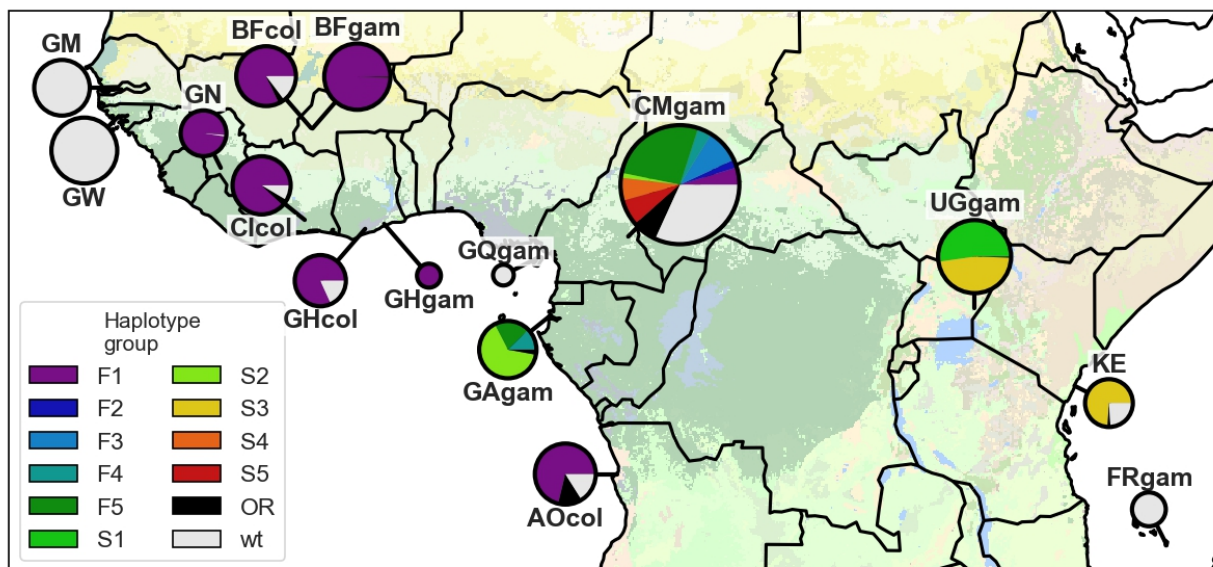 GM
BFcol
BFgam
GN
CMgam
GW
CIcol
UGgam
GQgam
GHcol
GHgam
GAgam
KE
AOcol
FRgam
Haplotype
group
F1
S2
F2
S3
F3
S4
F4
S5
F5
OR
S1
wt